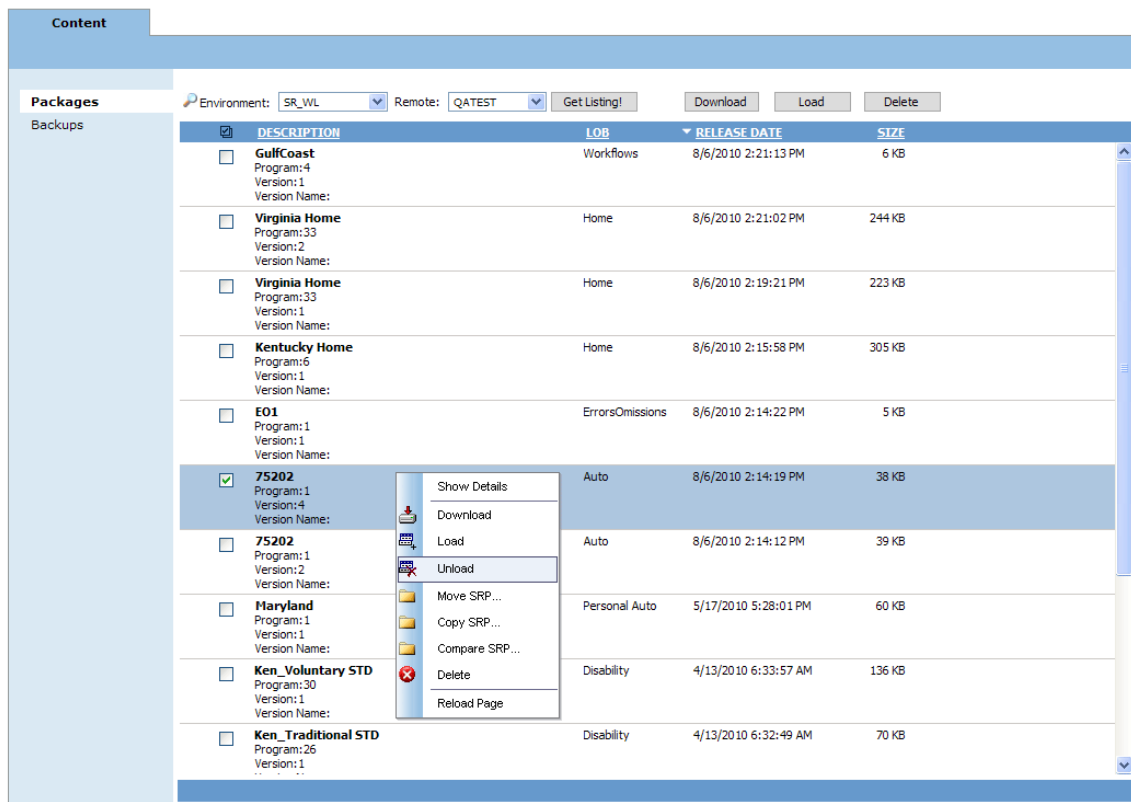 Content
Packages
Backups
Environment: SR_WL Remote: QATEST Get Listing! Download Load Delete
DESCRIPTION LOB RELEASE DATE SIZE
GulfCoast Workflows 8/6/2010 2:21:13 PM 6 KB
Program:4
Version:1
Version Name:
Virginia Home Home 8/6/2010 2:21:02 PM 244 KB
Program:33
Version:2
Version Name:
Virginia Home Home 8/6/2010 2:19:21 PM 223 KB
Program:33
Version:1
Version Name:
Kentucky Home Home 8/6/2010 2:15:58 PM 305 KB
Program:6
Version:1
Version Name:
EO1 ErrorsOmissions 8/6/2010 2:14:22 PM 5 KB
Program:1
Version:1
Version Name:
75202 Auto 8/6/2010 2:14:19 PM 38 KB
Program:1
Version:4
Version Name:
75202 Auto 8/6/2010 2:14:12 PM 39 KB
Program:1
Version:2
Version Name:
Maryland Personal Auto 5/17/2010 5:28:01 PM 60 KB
Program:1
Version:1
Version Name:
Ken_Voluntary STD Disability 4/13/2010 6:33:57 AM 136 KB
Program:30
Version:1
Version Name:
Ken_Traditional STD Disability 4/13/2010 6:32:49 AM 70 KB
Program:26
Version:1
Show Details
Download
Load
Unload
Move SRP...
Copy SRP...
Compare SRP...
Delete
Reload Page